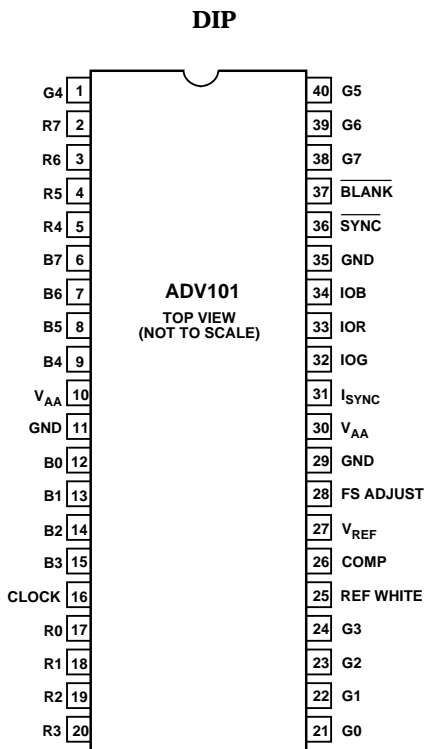 DIP
G4 1 40 G5
R7 2 39 G6
R6 3 38 G7
R5 4 37 BLANK
R4 5 36 SYNC
B7 6 35 GND
B6 7 ADV101 34 IOB
B5 8 TOP VIEW 33 IOR
(NOT TO SCALE)
B4 9 32 IOG
VAA 10 31 ISYNC
GND 11 30 VAA
B0 12 29 GND
B1 13 28 FS ADJUST
B2 14 27 VREF
B3 15 26 COMP
CLOCK 16 25 REF WHITE
R0 17 24 G3
R1 18 23 G2
R2 19 22 G1
R3 20 21 G0